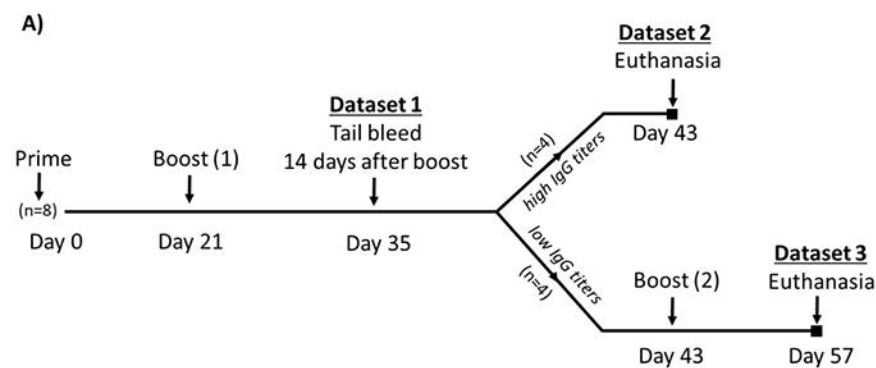 A)
Prime
(n=8)
Day 0
Boost (1)
Day 21
Dataset 1
Tail bleed
14 days after boost
Day 35
(n=4)
high IgG titers
Dataset 2
Euthanasia
Day 43
low IgG titers
(n=4)
Boost (2)
Day 43
Dataset 3
Euthanasia
Day 57